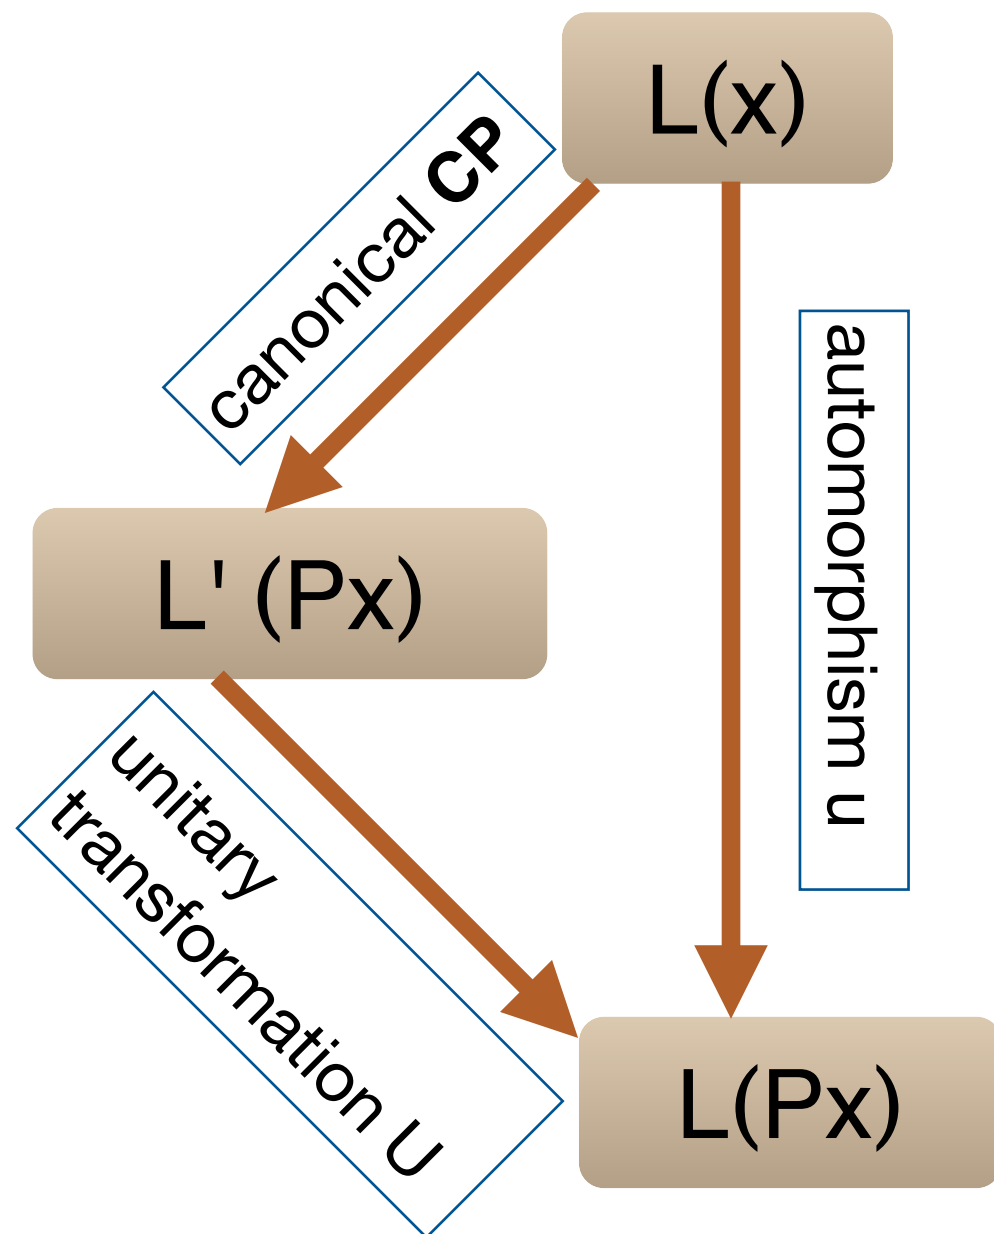 L(x)
canonical CP
automorphism u
L' (Px)
unitary
transformation U
L(Px)